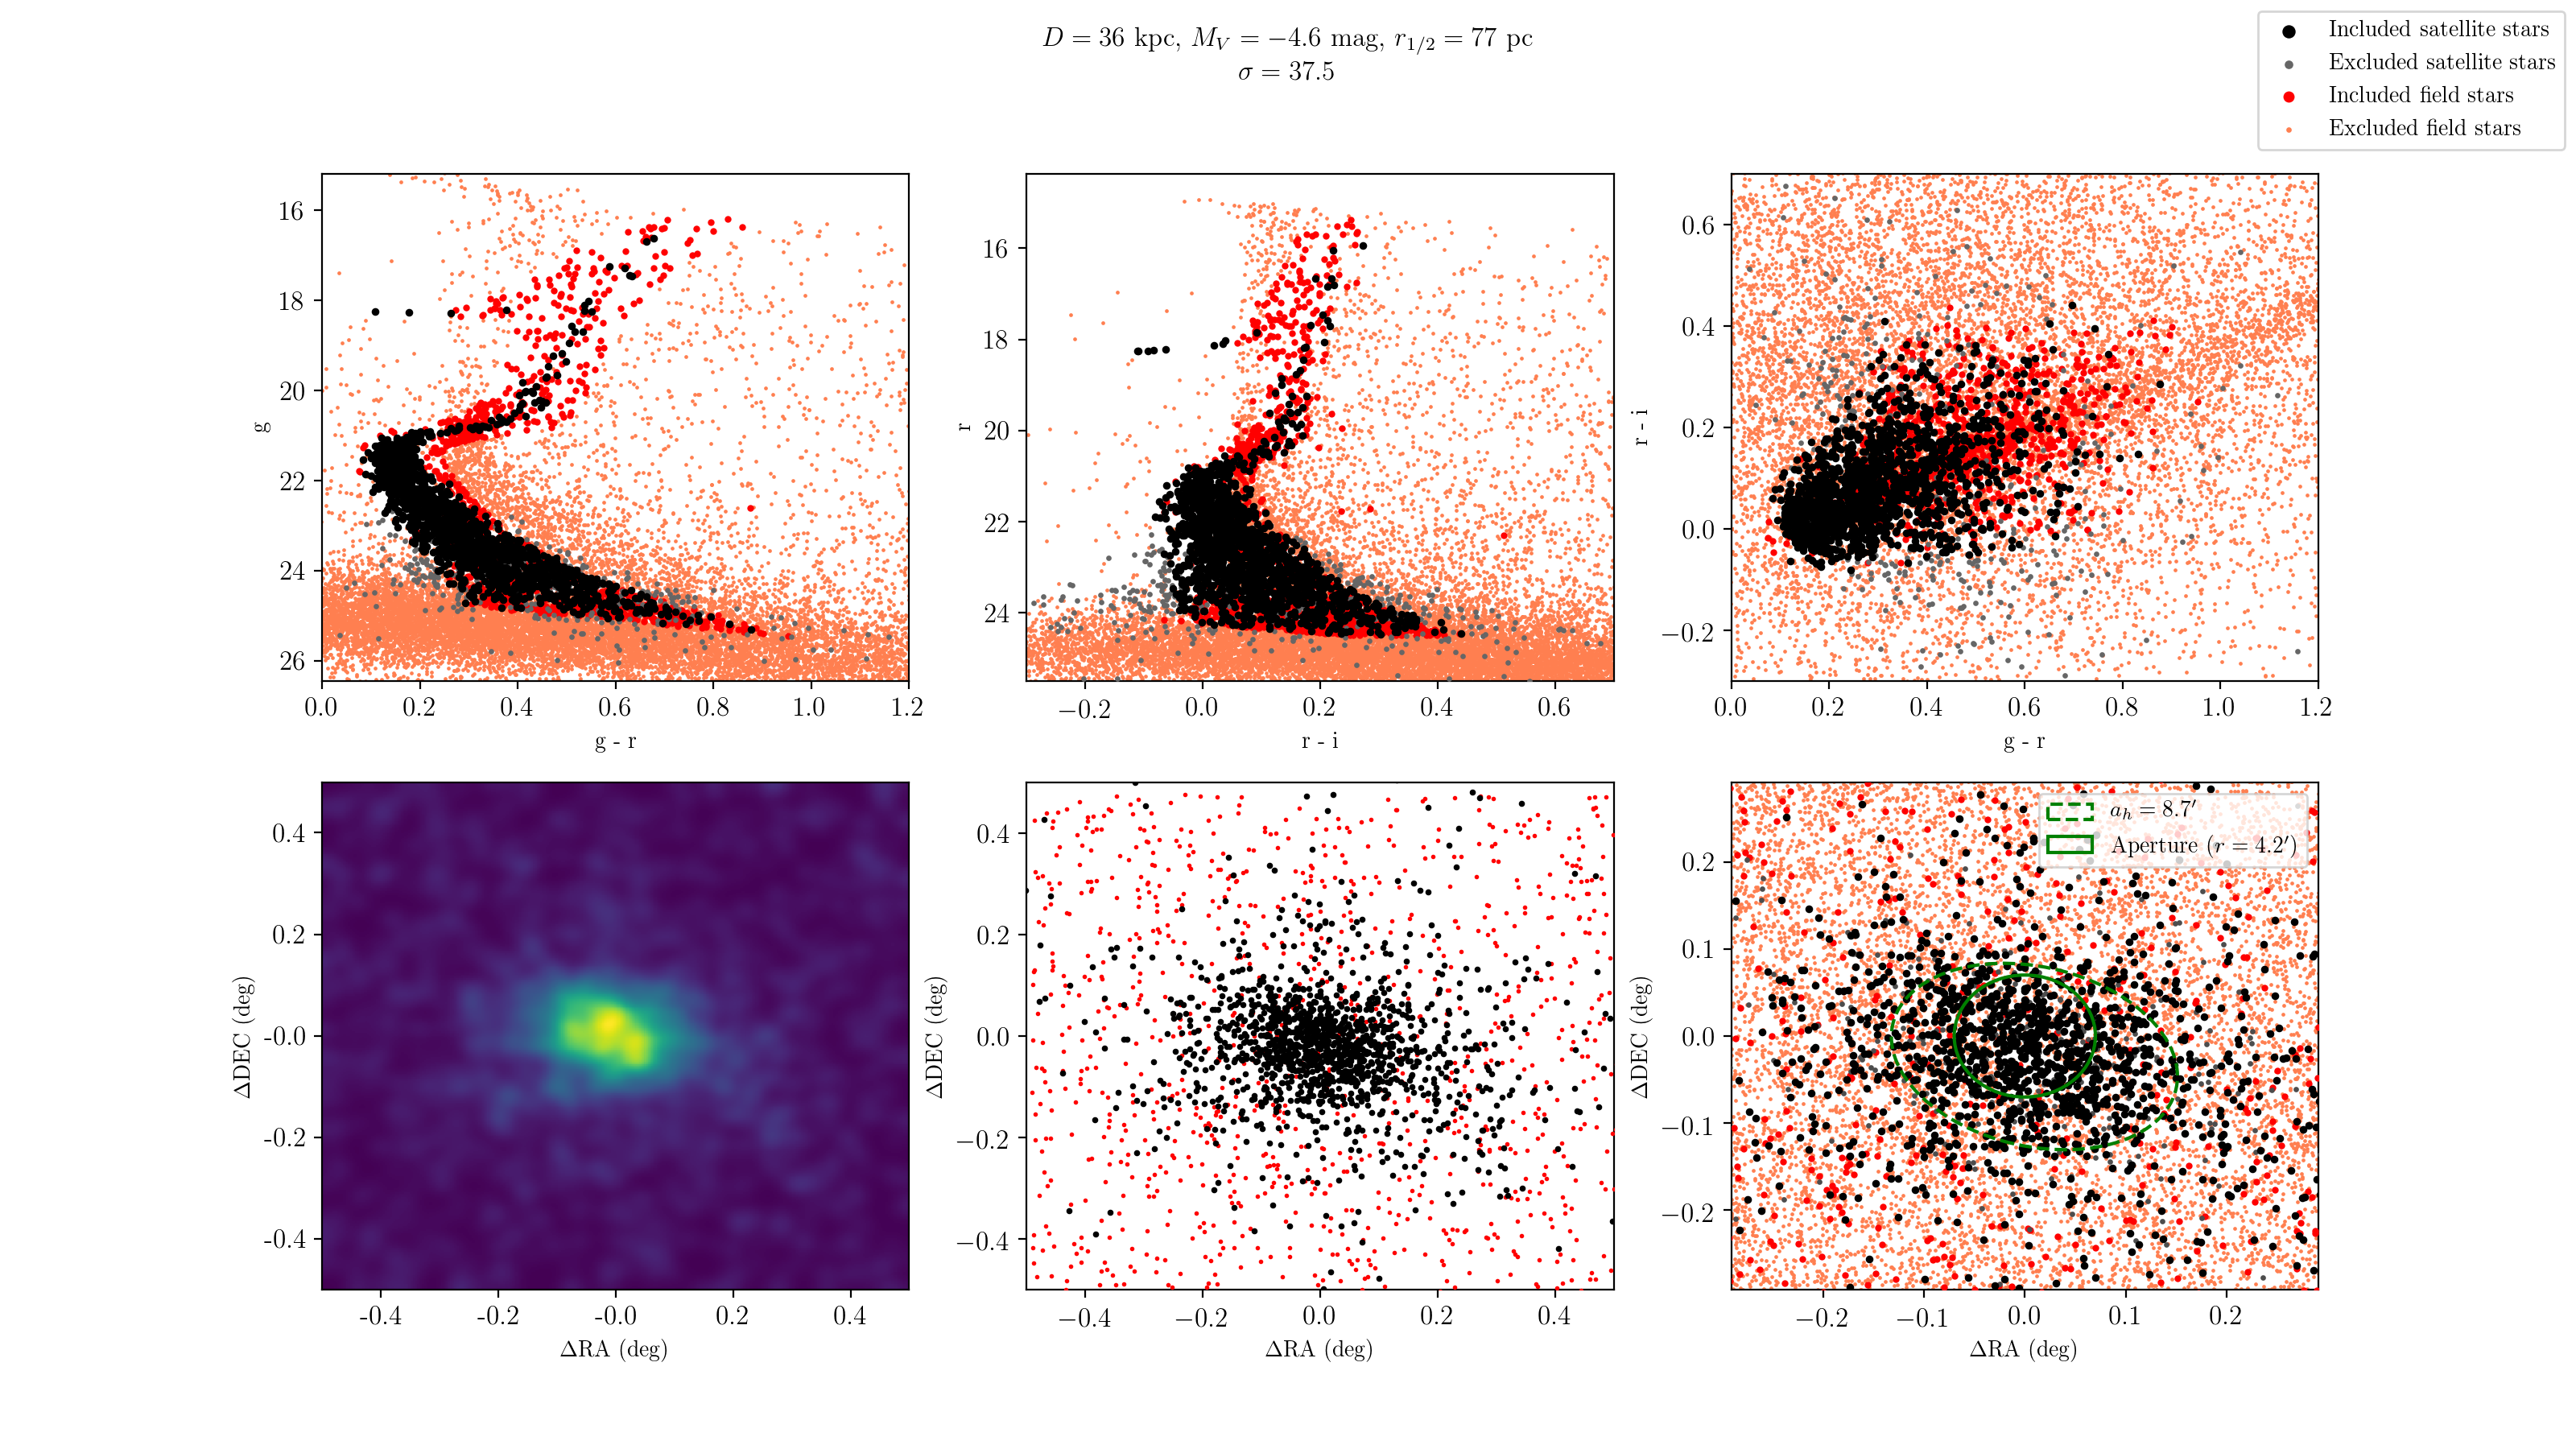 D = 36 kpc, M_V = −4.6 mag, r_{1/2} = 77 pc
σ = 37.5
Included satellite stars
Excluded satellite stars
Included field stars
Excluded field stars
16
18
20
22
24
26
g
0.0 0.2 0.4 0.6 0.8 1.0 1.2
g - r
16
18
20
22
24
r
−0.2 0.0 0.2 0.4 0.6
r - i
0.6
0.4
0.2
0.0
−0.2
r - i
0.0 0.2 0.4 0.6 0.8 1.0 1.2
g - r
0.4
0.2
-0.0
-0.2
-0.4
ΔDEC (deg)
-0.4 -0.2 -0.0 0.2 0.4
ΔRA (deg)
0.4
0.2
0.0
−0.2
−0.4
ΔDEC (deg)
−0.4 −0.2 0.0 0.2 0.4
ΔRA (deg)
a_h = 8.7′
Aperture (r = 4.2′)
0.2
0.1
0.0
−0.1
−0.2
ΔDEC (deg)
−0.2 −0.1 0.0 0.1 0.2
ΔRA (deg)